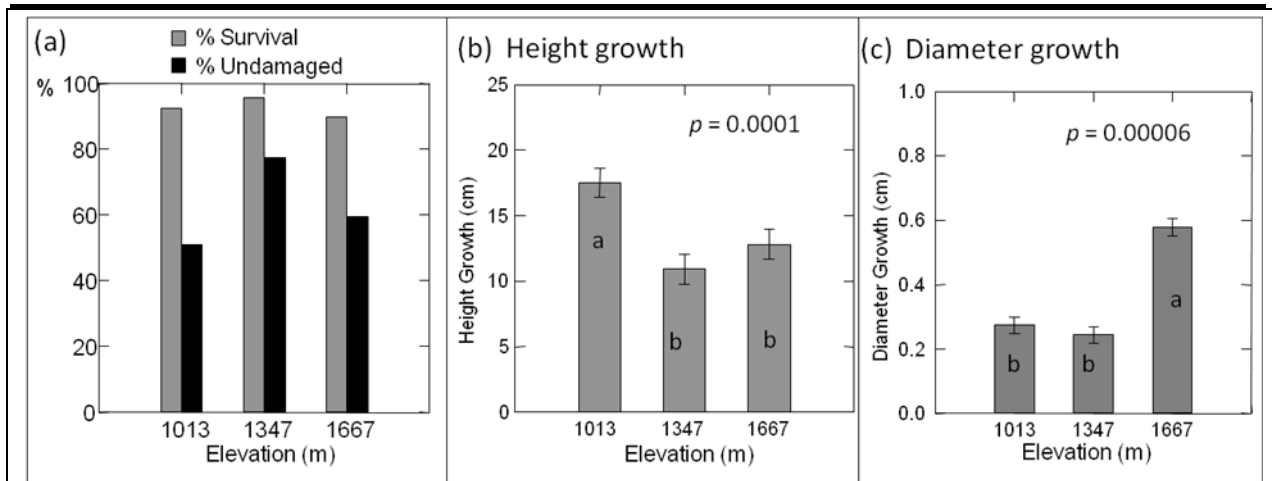 (a)
% Survival
% Undamaged
%
100
80
60
40
20
0
1013 1347 1667
Elevation (m)
(b) Height growth
p = 0.0001
Height Growth (cm)
25
20
15
10
5
0
a
b
b
1013 1347 1667
Elevation (m)
(c) Diameter growth
p = 0.00006
Diameter Growth (cm)
1.0
0.8
0.6
0.4
0.2
0.0
b
b
a
1013 1347 1667
Elevation (m)